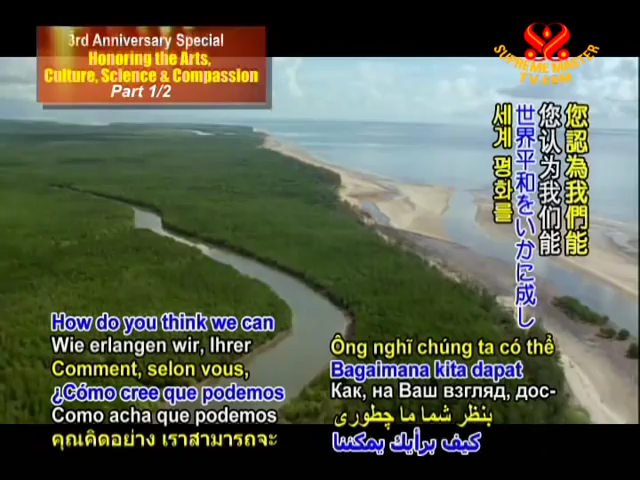 3rd Anniversary Special
Honoring the Arts,
Culture, Science & Compassion
Part 1/2
SUPREME MASTER
TV.COM
您認為我們能
您认为我们能
世界平和をいかに成し
세계 평화를
How do you think we can
Wie erlangen wir, Ihrer
Comment, selon vous,
¿Cómo cree que podemos
Como acha que podemos
คุณคิดอย่าง เราสามารถจะ
Ông nghĩ chúng ta có thể
Bagaimana kita dapat
Как, на Ваш взгляд, дос-
بنظر شما ما چطوری
كيف برأيك يمكننا